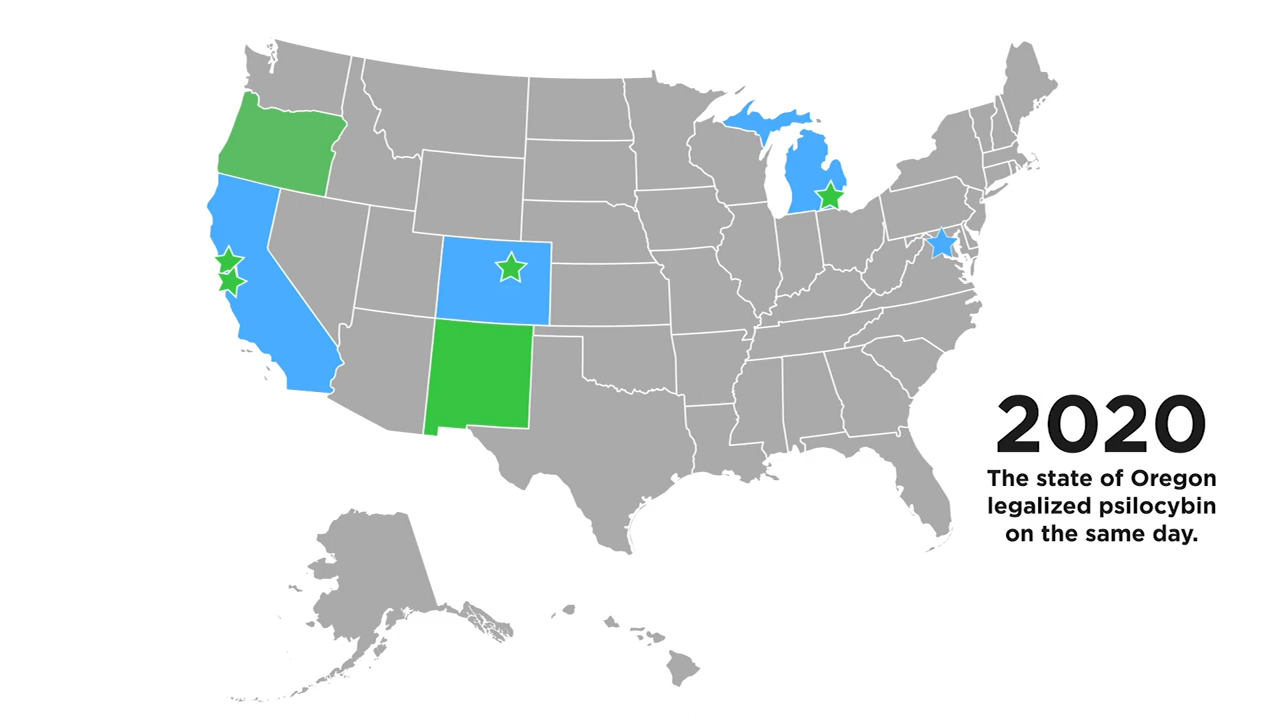 2020
The state of Oregon
legalized psilocybin
on the same day.